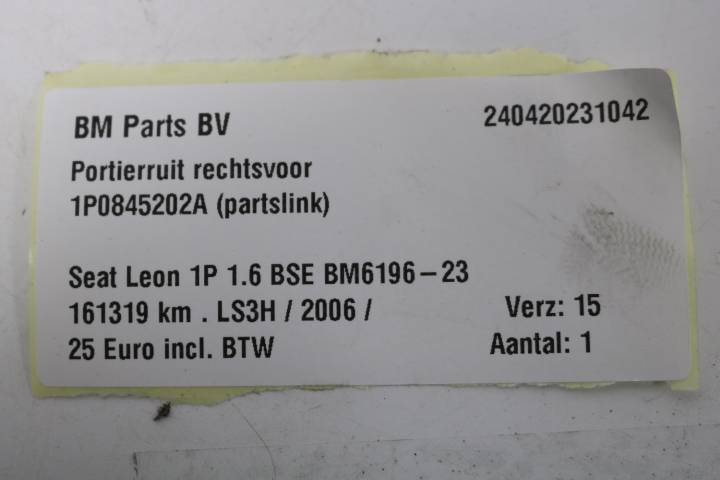 BM Parts BV 240420231042
Portierruit rechtsvoor
1P0845202A (partslink)
Seat Leon 1P 1.6 BSE BM6196-23
161319 km . LS3H / 2006 / Verz: 15
25 Euro incl. BTW Aantal: 1